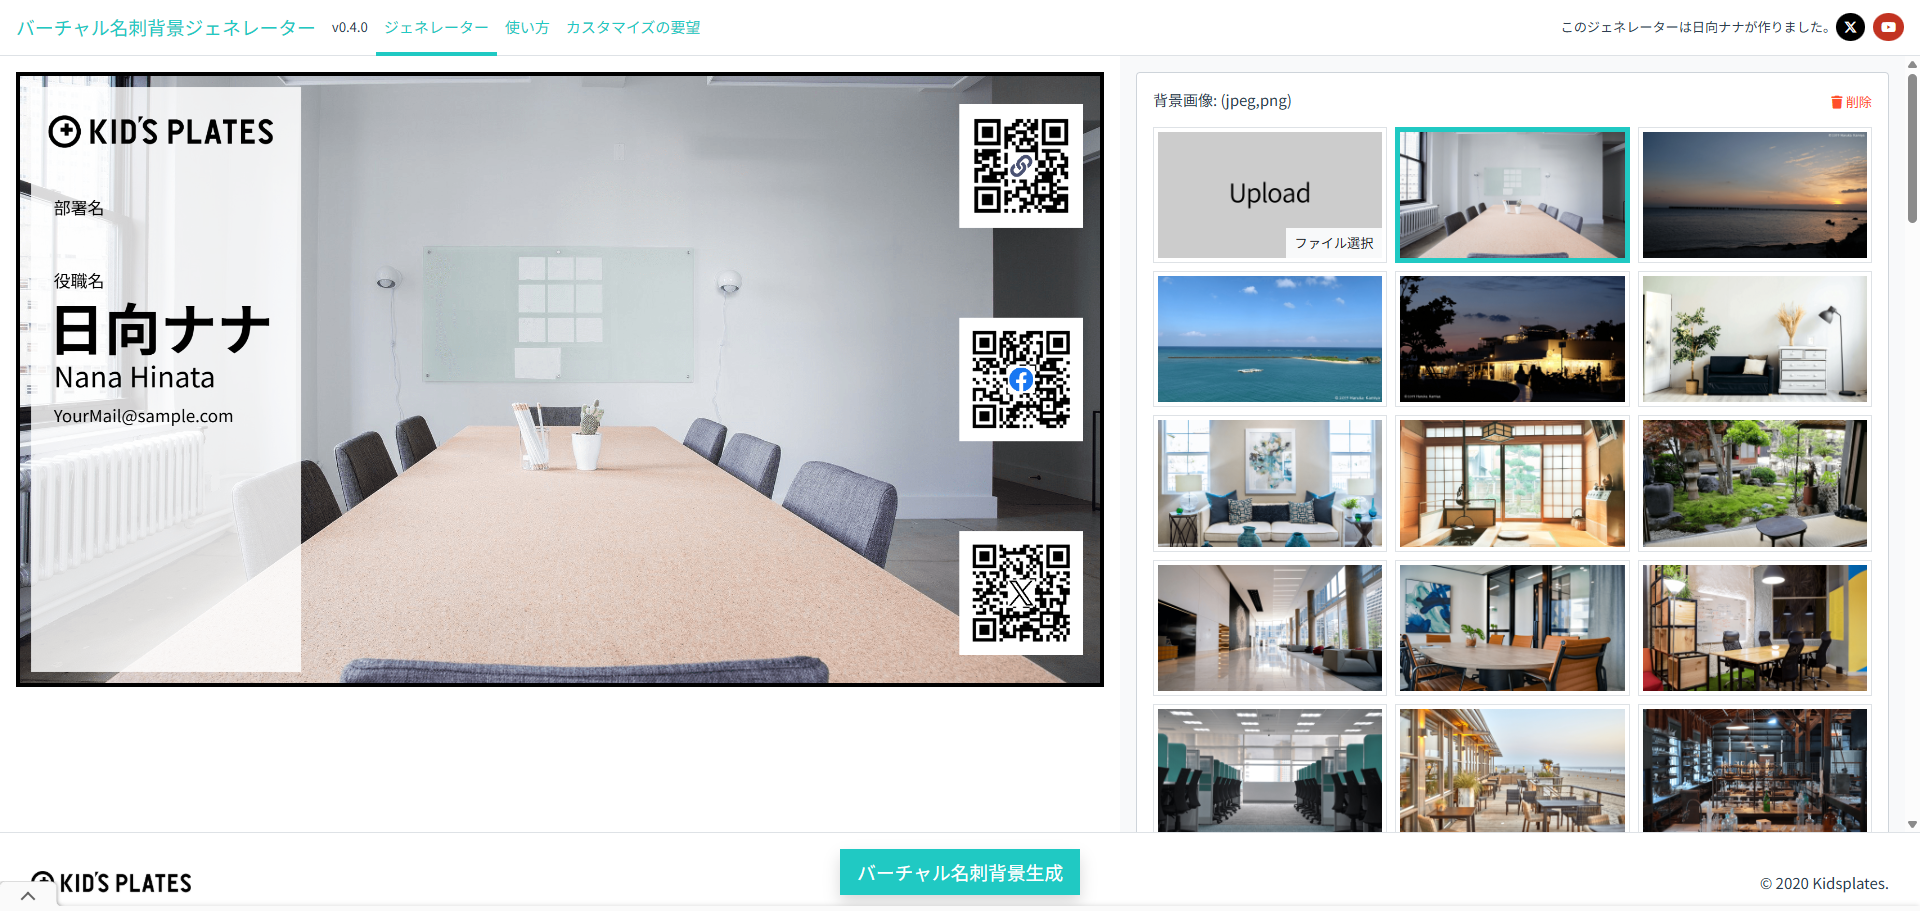 バーチャル名刺背景ジェネレーター v0.4.0 ジェネレーター 使い方 カスタマイズの要望 このジェネレーターは日向ナナが作りました。
KID'S PLATES
部署名
役職名
日向ナナ
Nana Hinata
YourMail@sample.com
背景画像: (jpeg,png) 削除
Upload
ファイル選択
KID'S PLATES
バーチャル名刺背景生成
© 2020 Kidsplates.